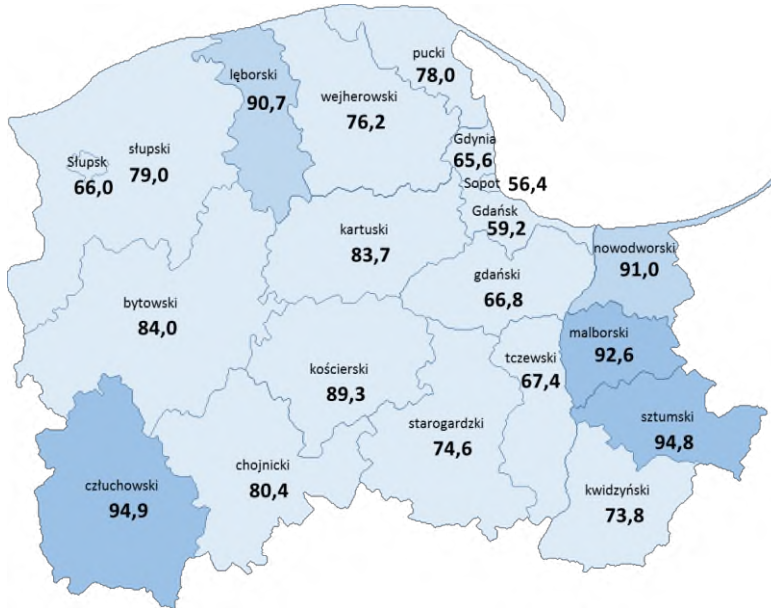 pucki
78,0
lęborski
90,7
wejherowski
76,2
Gdynia
65,6
słupski
79,0
Słupsk
66,0
Sopot 56,4
Gdańsk
59,2
kartuski
83,7
nowodworski
91,0
gdański
66,8
bytowski
84,0
malborski
92,6
tczewski
67,4
kościerski
89,3
starogardzki
74,6
sztumski
94,8
chojnicki
80,4
człuchowski
94,9
kwidzyński
73,8